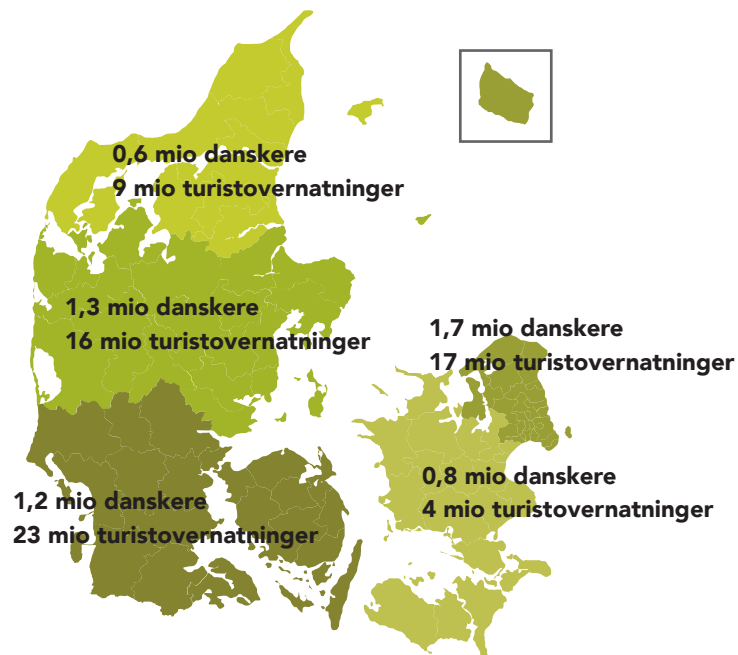 0,6 mio danskere
9 mio turistovernatninger
1,3 mio danskere
16 mio turistovernatninger
1,7 mio danskere
17 mio turistovernatninger
0,8 mio danskere
4 mio turistovernatninger
1,2 mio danskere
23 mio turistovernatninger